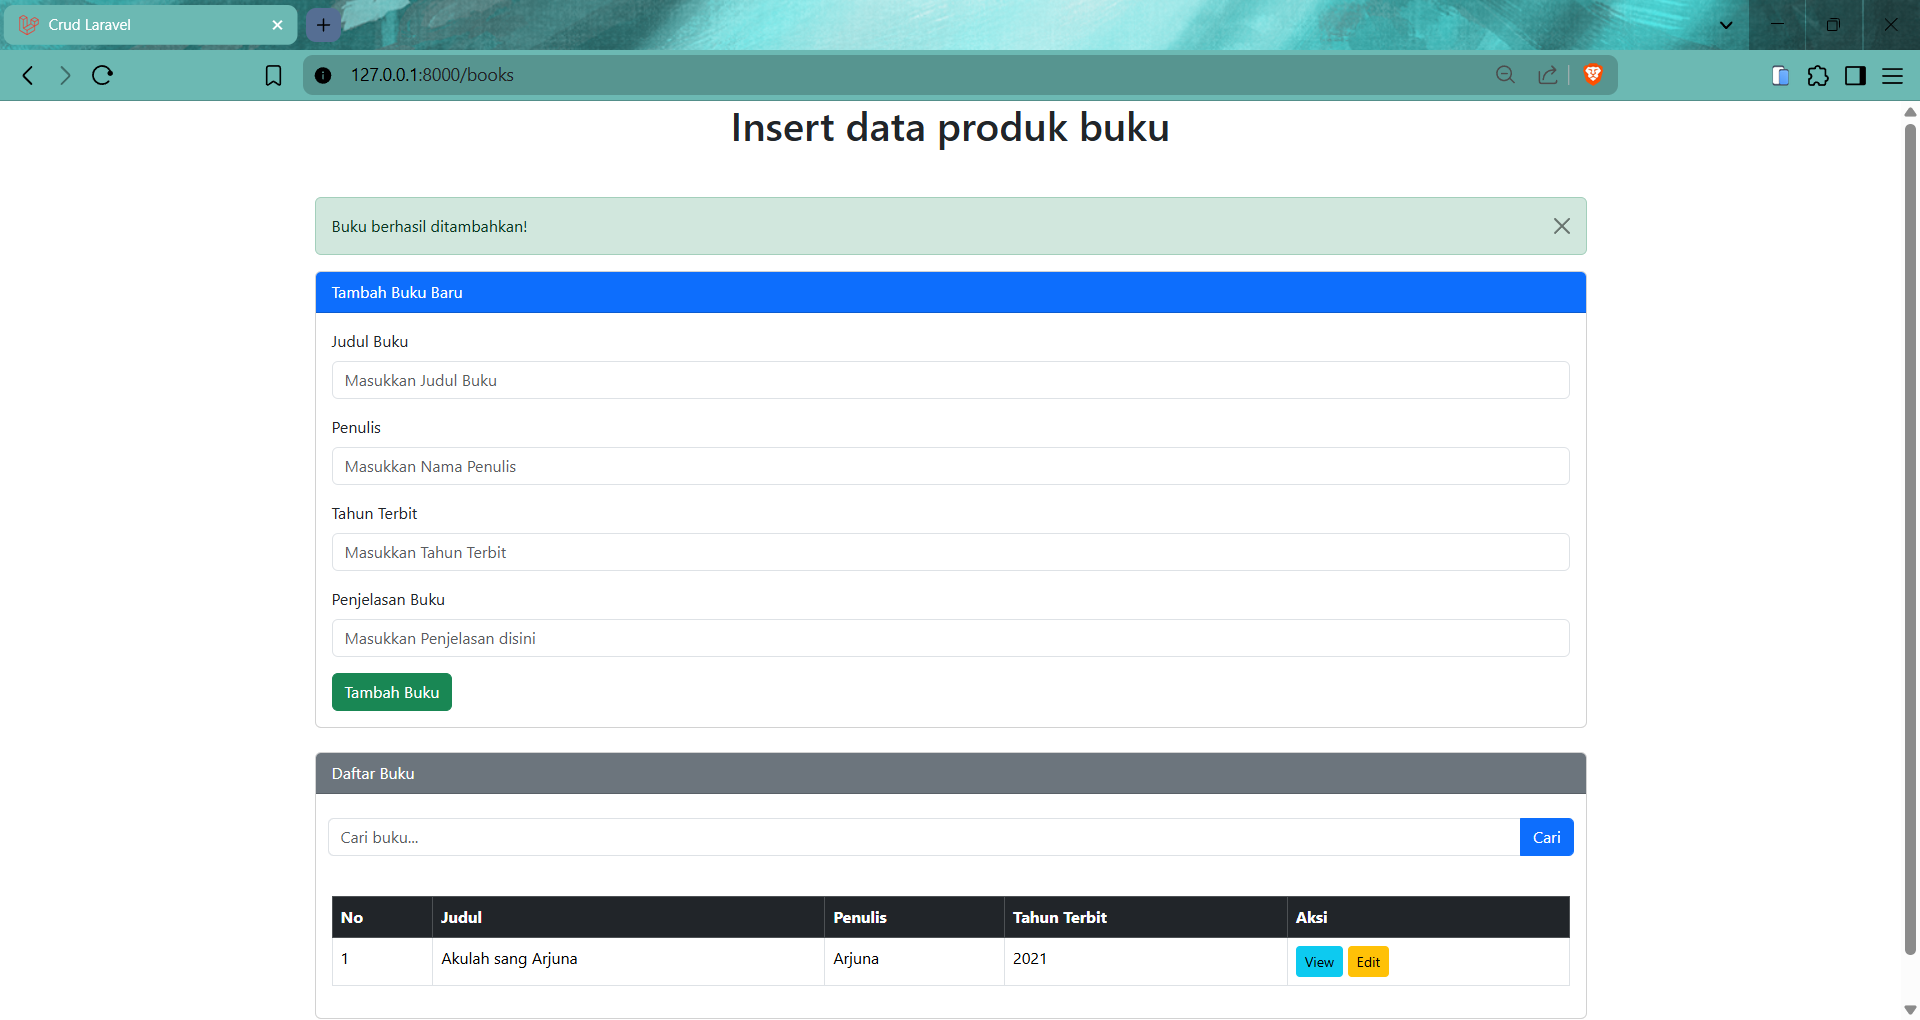 Crud Laravel
127.0.0.1:8000/books
Insert data produk buku
Buku berhasil ditambahkan!
Tambah Buku Baru
Judul Buku
Masukkan Judul Buku
Penulis
Masukkan Nama Penulis
Tahun Terbit
Masukkan Tahun Terbit
Penjelasan Buku
Masukkan Penjelasan disini
Tambah Buku
Daftar Buku
Cari buku... Cari
No Judul Penulis Tahun Terbit Aksi
1 Akulah sang Arjuna Arjuna 2021 View Edit